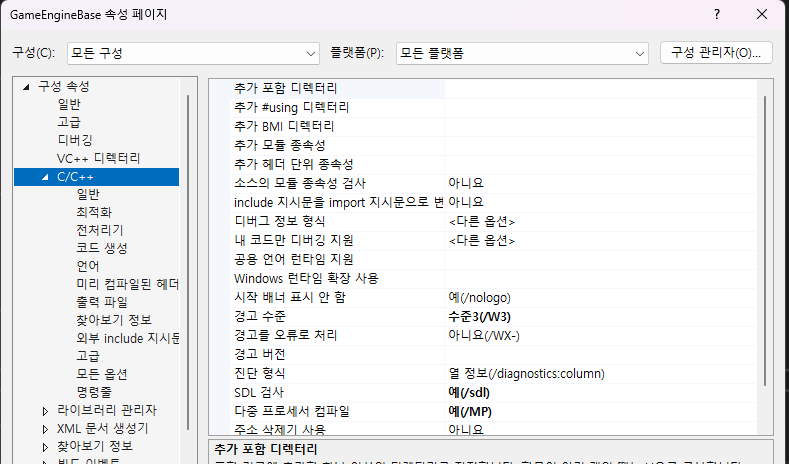 GameEngineBase 속성 페이지
구성(C): 모든 구성 플랫폼(P): 모든 플랫폼 구성 관리자(O)...
구성 속성
일반
고급
디버깅
VC++ 디렉터리
C/C++
일반
최적화
전처리기
코드 생성
언어
미리 컴파일된 헤더
출력 파일
찾아보기 정보
외부 include 지시문
고급
모든 옵션
명령줄
라이브러리 관리자
XML 문서 생성기
찾아보기 정보
빌드 이벤트
추가 포함 디렉터리
추가 #using 디렉터리
추가 BMI 디렉터리
추가 모듈 종속성
추가 헤더 단위 종속성
소스의 모듈 종속성 검사 아니요
include 지시문을 import 지시문으로 변 아니요
디버그 정보 형식 <다른 옵션>
내 코드만 디버깅 지원 <다른 옵션>
공용 언어 런타임 지원
Windows 런타임 확장 사용
시작 배너 표시 안 함 예(/nologo)
경고 수준 수준3(/W3)
경고를 오류로 처리 아니요(/WX-)
경고 버전
진단 형식 열 정보(/diagnostics:column)
SDL 검사 예(/sdl)
다중 프로세서 컴파일 예(/MP)
주소 삭제기 사용 아니요
추가 포함 디렉터리